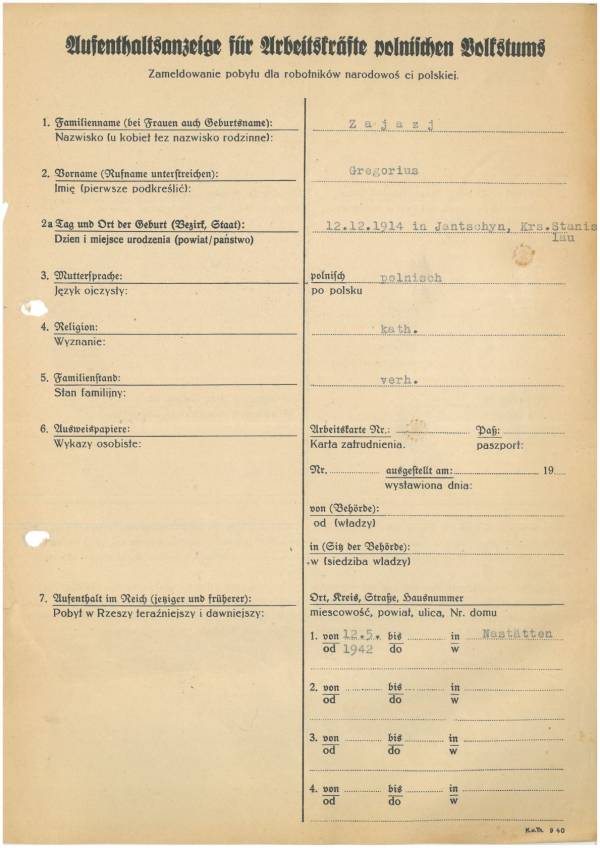 Aufenthaltsanzeige für Arbeitskräfte polnischen Volkstums
Zameldowanie pobytu dla robotników narodowoś ci polskiej.
1. Familienname (bei Frauen auch Geburtsname):
Nazwisko (u kobiet też nazwisko rodzinne):
Zajazj
2. Vorname (Rufname unterstreichen):
Imię (pierwsze podkreślić):
Gregorius
2a Tag und Ort der Geburt (Bezirk, Staat):
Dzien i miejsce urodzenia (powiat/państwo)
12.12.1914 in Jantschyn, Krs.Stanis
lau
3. Muttersprache:
Język ojczysty:
polnisch polnisch
po polsku
4. Religion:
Wyznanie:
kath.
5. Familienstand:
Stan familijny:
verh.
6. Ausweispapiere:
Wykazy osobiste:
Arbeitskarte Nr.: Paß:
Karta zatrudnienia. paszport:
Nr. ausgestellt am: 19
wystawiona dnia:
von (Behörde):
od (władzy)
in (Sitz der Behörde):
w (siedziba wladzy)
7. Aufenthalt im Reich (jetziger und früherer):
Pobyt w Rzeszy teraźniejszy i dawniejszy:
Ort, Kreis, Straße, Hausnummer
miescowość, powiat, ulica, Nr. domu
1. von 12.5. bis in Nastätten
od 1942 do w
2. von bis in
od do w
3. von bis in
od do w
4. von bis in
od do w
K.u.Tr. 9 40